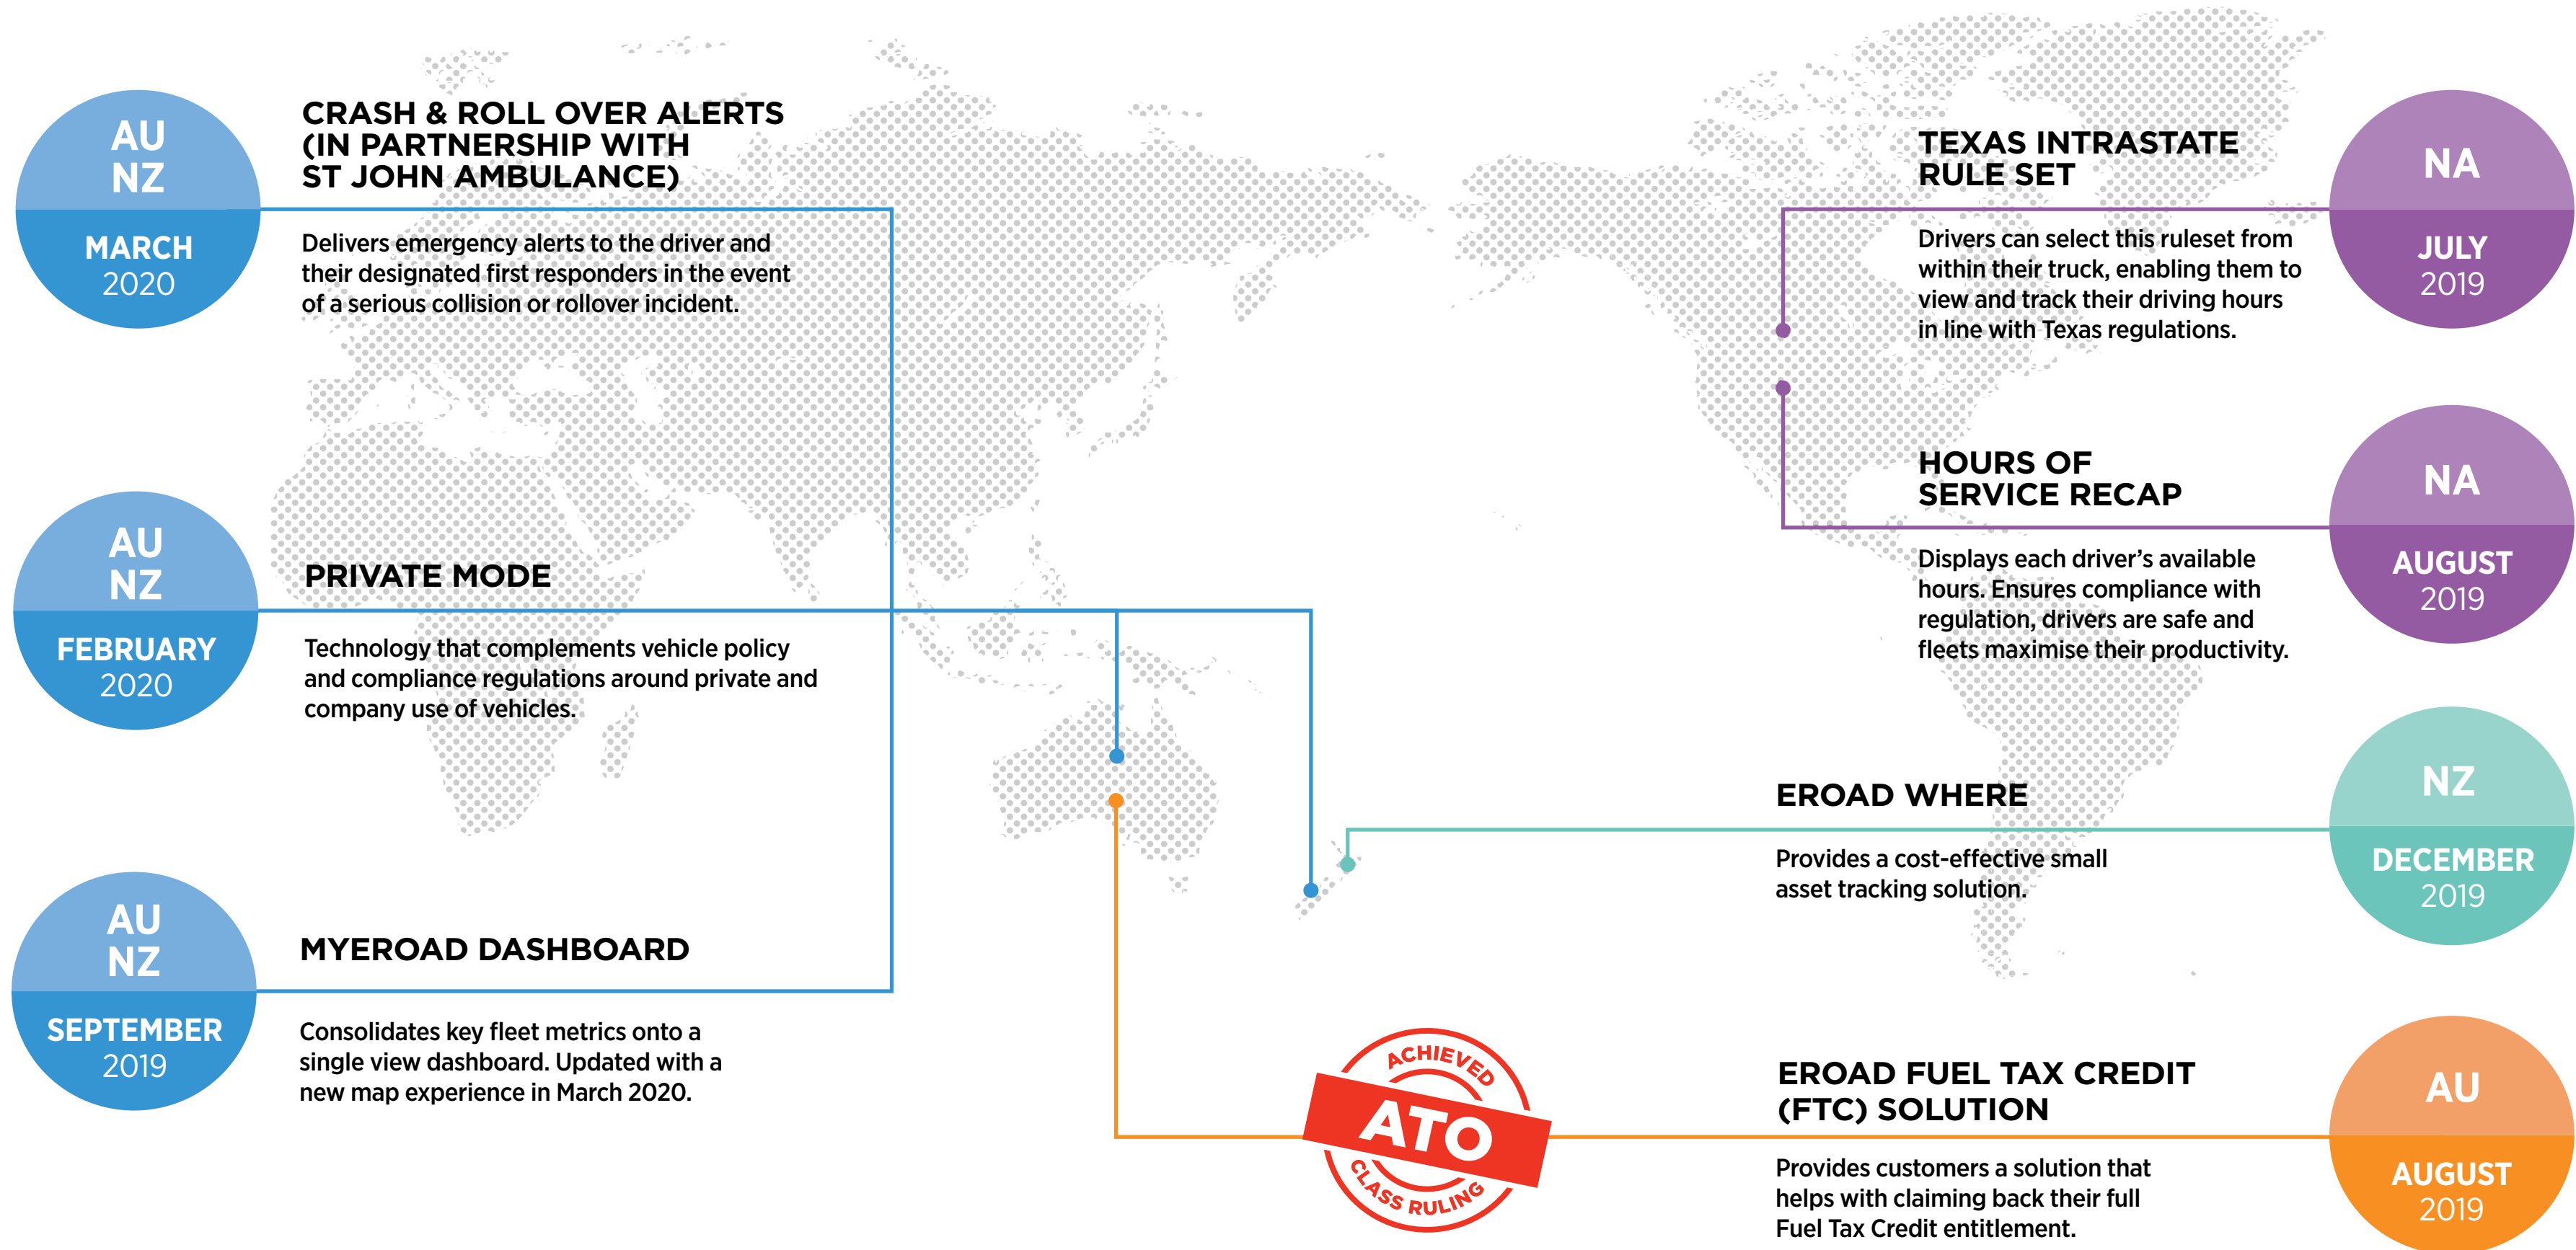 AU
NZ
MARCH
2020
CRASH & ROLL OVER ALERTS
(IN PARTNERSHIP WITH
ST JOHN AMBULANCE)
Delivers emergency alerts to the driver and
their designated first responders in the event
of a serious collision or rollover incident.
AU
NZ
FEBRUARY
2020
PRIVATE MODE
Technology that complements vehicle policy
and compliance regulations around private and
company use of vehicles.
AU
NZ
SEPTEMBER
2019
MYEROAD DASHBOARD
Consolidates key fleet metrics onto a
single view dashboard. Updated with a
new map experience in March 2020.
TEXAS INTRASTATE
RULE SET
Drivers can select this ruleset from
within their truck, enabling them to
view and track their driving hours
in line with Texas regulations.
NA
JULY
2019
HOURS OF
SERVICE RECAP
Displays each driver’s available
hours. Ensures compliance with
regulation, drivers are safe and
fleets maximise their productivity.
NA
AUGUST
2019
EROAD WHERE
Provides a cost-effective small
asset tracking solution.
NZ
DECEMBER
2019
ACHIEVED
ATO
CLASS RULING
EROAD FUEL TAX CREDIT
(FTC) SOLUTION
Provides customers a solution that
helps with claiming back their full
Fuel Tax Credit entitlement.
AU
AUGUST
2019